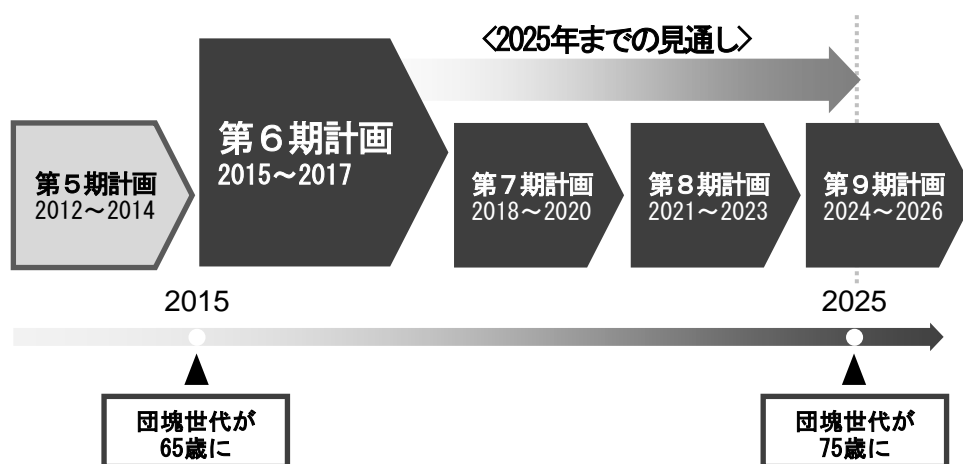 <2025年までの見通し>
第5期計画
2012~2014
第6期計画
2015~2017
第7期計画
2018~2020
第8期計画
2021~2023
第9期計画
2024~2026
2015
2025
団塊世代が
65歳に
団塊世代が
75歳に